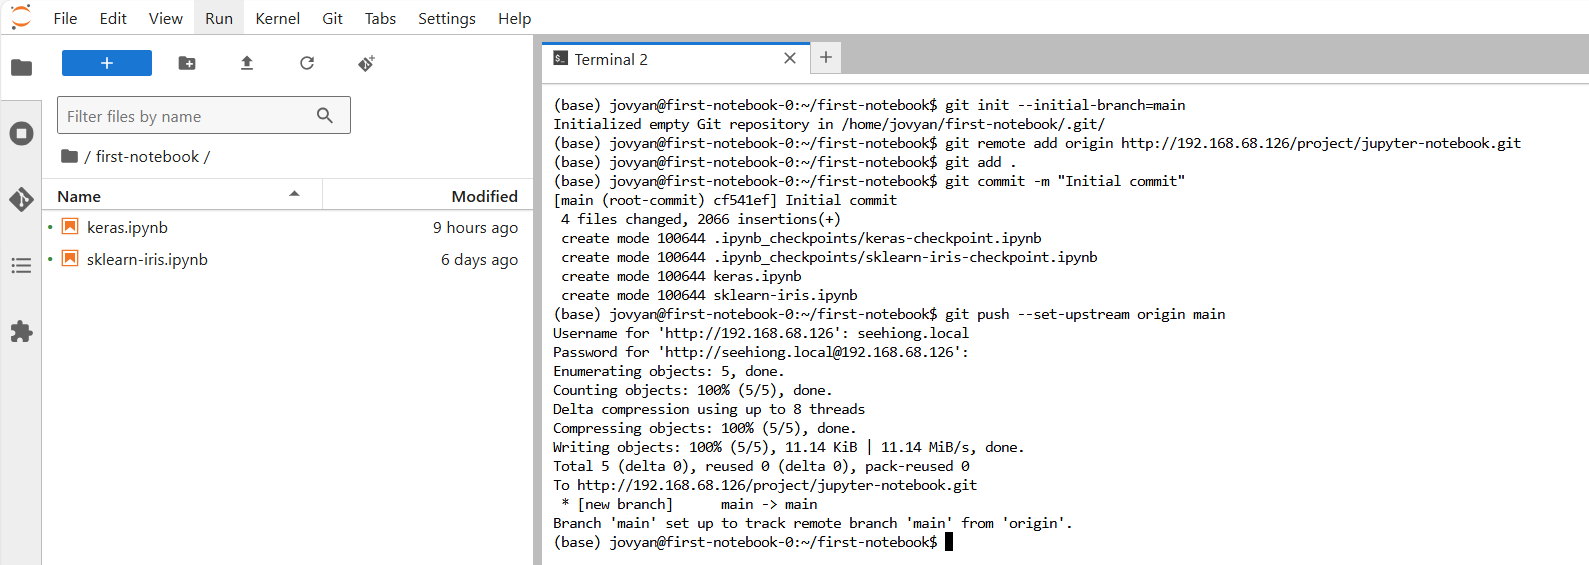 File Edit View Run Kernel Git Tabs Settings Help
Filter files by name
/ first-notebook /
Name Modified
keras.ipynb 9 hours ago
sklearn-iris.ipynb 6 days ago
Terminal 2
(base) jovyan@first-notebook-0:~/first-notebook$ git init --initial-branch=main
Initialized empty Git repository in /home/jovyan/first-notebook/.git/
(base) jovyan@first-notebook-0:~/first-notebook$ git remote add origin http://192.168.68.126/project/jupyter-notebook.git
(base) jovyan@first-notebook-0:~/first-notebook$ git add .
(base) jovyan@first-notebook-0:~/first-notebook$ git commit -m "Initial commit"
[main (root-commit) cf541ef] Initial commit
 4 files changed, 2066 insertions(+)
 create mode 100644 .ipynb_checkpoints/keras-checkpoint.ipynb
 create mode 100644 .ipynb_checkpoints/sklearn-iris-checkpoint.ipynb
 create mode 100644 keras.ipynb
 create mode 100644 sklearn-iris.ipynb
(base) jovyan@first-notebook-0:~/first-notebook$ git push --set-upstream origin main
Username for 'http://192.168.68.126': seehiong.local
Password for 'http://seehiong.local@192.168.68.126':
Enumerating objects: 5, done.
Counting objects: 100% (5/5), done.
Delta compression using up to 8 threads
Compressing objects: 100% (5/5), done.
Writing objects: 100% (5/5), 11.14 KiB | 11.14 MiB/s, done.
Total 5 (delta 0), reused 0 (delta 0), pack-reused 0
To http://192.168.68.126/project/jupyter-notebook.git
 * [new branch]      main -> main
Branch 'main' set up to track remote branch 'main' from 'origin'.
(base) jovyan@first-notebook-0:~/first-notebook$